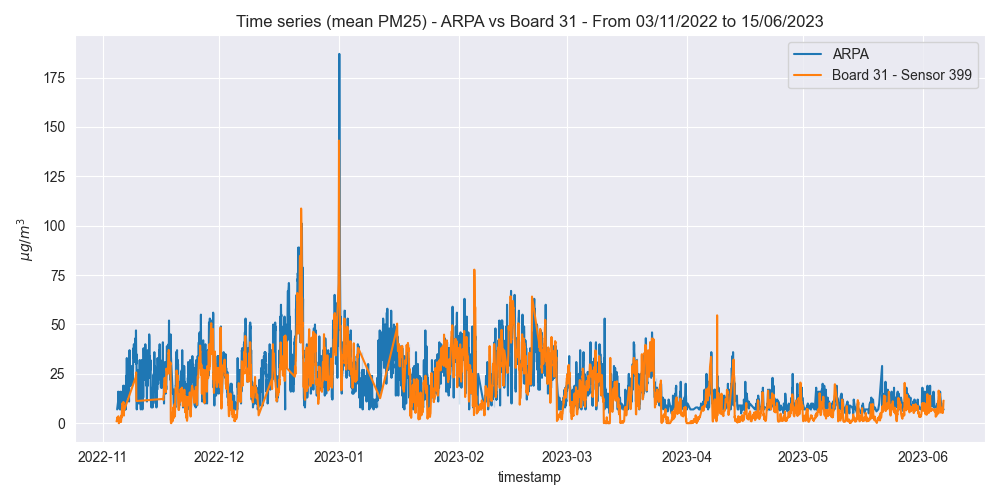 Time series (mean PM25) - ARPA vs Board 31 - From 03/11/2022 to 15/06/2023
ARPA
Board 31 - Sensor 399
175
150
125
100
75
50
25
0
µg/m³
2022-11 2022-12 2023-01 2023-02 2023-03 2023-04 2023-05 2023-06
timestamp